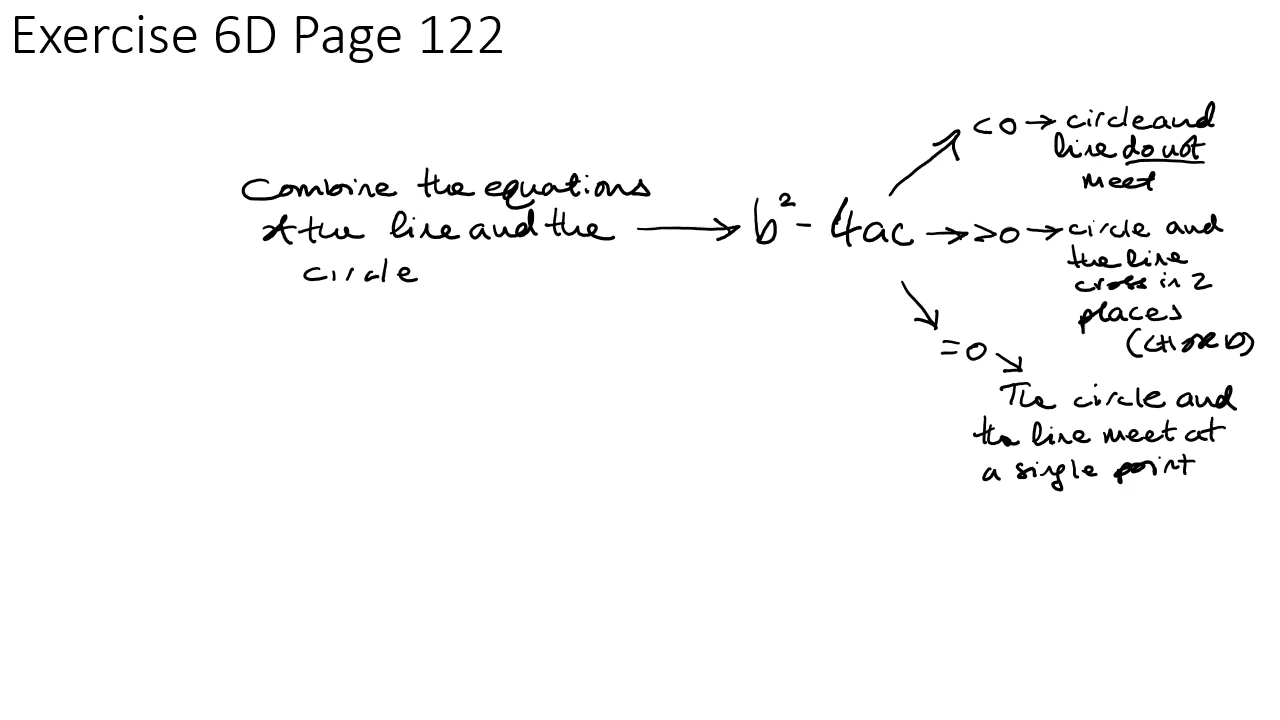 Exercise 6D Page 122
Combine the equations
of the line and the
circle
b² - 4ac
<0 → circle and
line do not
meet
→ >0 → circle and
the line
cross in 2
places
(CHORD)
=0
The circle and
the line meet at
a single point